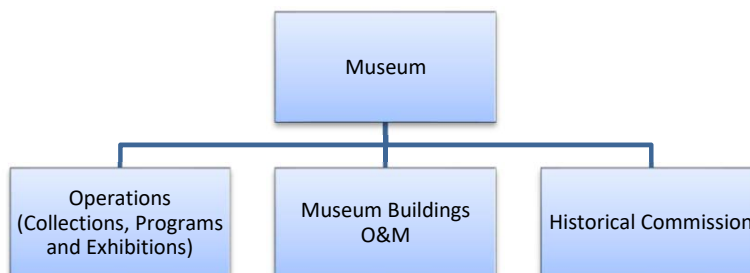 Museum
Operations
(Collections, Programs
and Exhibitions)
Museum Buildings
O&M
Historical Commission